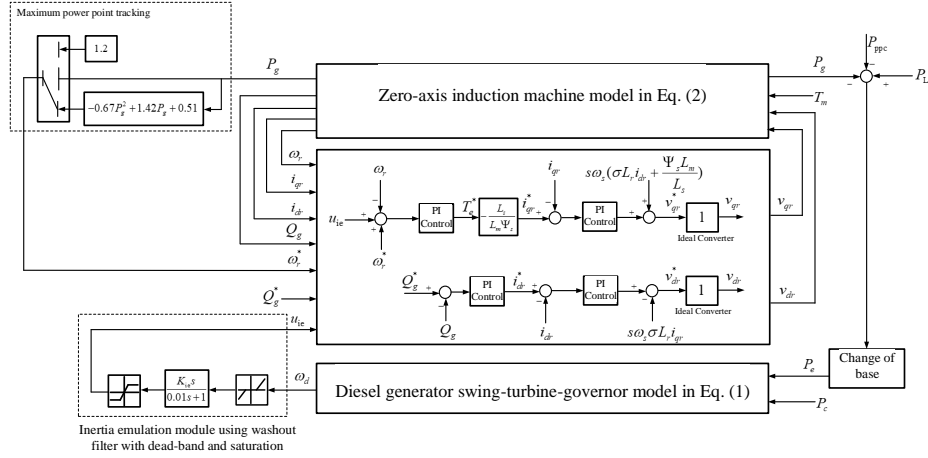 Maximum power point tracking
1.2
−0.67P_g^2 + 1.42P_g + 0.51
P_g
Zero-axis induction machine model in Eq. (2)
P_g
P_ppc
−
−
+
P_L
T_m
ω_r
i_qr
i_dr
Q_g
ω_r^*
Q_g^*
u_ie
ω_r
−
u_ie
+
+
ω_r^*
PI
Control
T_e^*
−L_s/(L_mΨ_s)
i_qr^*
i_qr
−
+
PI
Control
sω_s(σL_r i_dr + Ψ_s L_m/L_s)
+
+
v_qr^*
1
Ideal Converter
v_qr
v_qr
Q_g^*
+
−
Q_g
PI
Control
i_dr^*
+
−
i_dr
PI
Control
+
−
sω_sσL_r i_qr
v_dr^*
1
Ideal Converter
v_dr
v_dr
K_ie s/(0.01s+1)
ω_d
Diesel generator swing-turbine-governor model in Eq. (1)
P_e
P_c
Change of
base
Inertia emulation module using washout
filter with dead-band and saturation